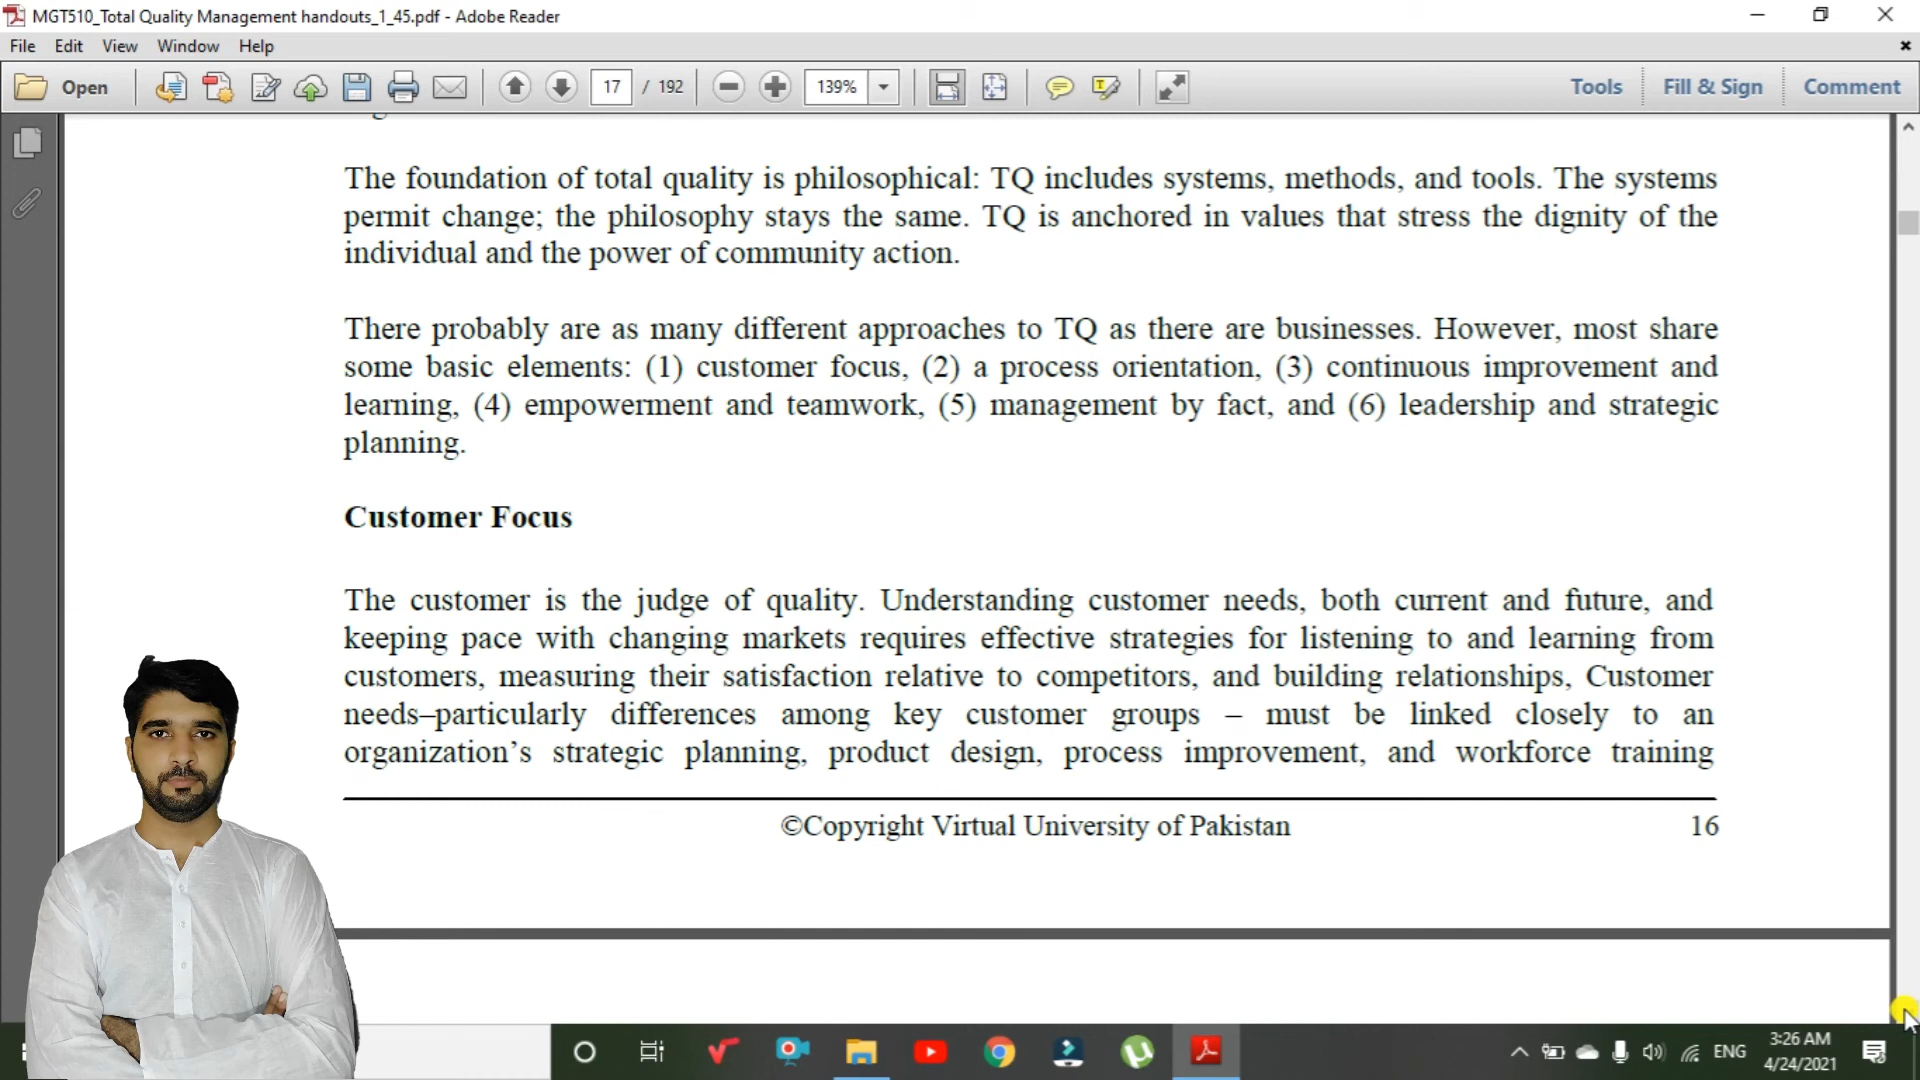 MGT510_Total Quality Management handouts_1_45.pdf - Adobe Reader
File Edit View Window Help
Open 17 / 192 139% Tools Fill & Sign Comment
The foundation of total quality is philosophical: TQ includes systems, methods, and tools. The systems
permit change; the philosophy stays the same. TQ is anchored in values that stress the dignity of the
individual and the power of community action.
There probably are as many different approaches to TQ as there are businesses. However, most share
some basic elements: (1) customer focus, (2) a process orientation, (3) continuous improvement and
learning, (4) empowerment and teamwork, (5) management by fact, and (6) leadership and strategic
planning.
Customer Focus
The customer is the judge of quality. Understanding customer needs, both current and future, and
keeping pace with changing markets requires effective strategies for listening to and learning from
customers, measuring their satisfaction relative to competitors, and building relationships, Customer
needs–particularly differences among key customer groups – must be linked closely to an
organization’s strategic planning, product design, process improvement, and workforce training
©Copyright Virtual University of Pakistan 16
ENG
3:26 AM
4/24/2021